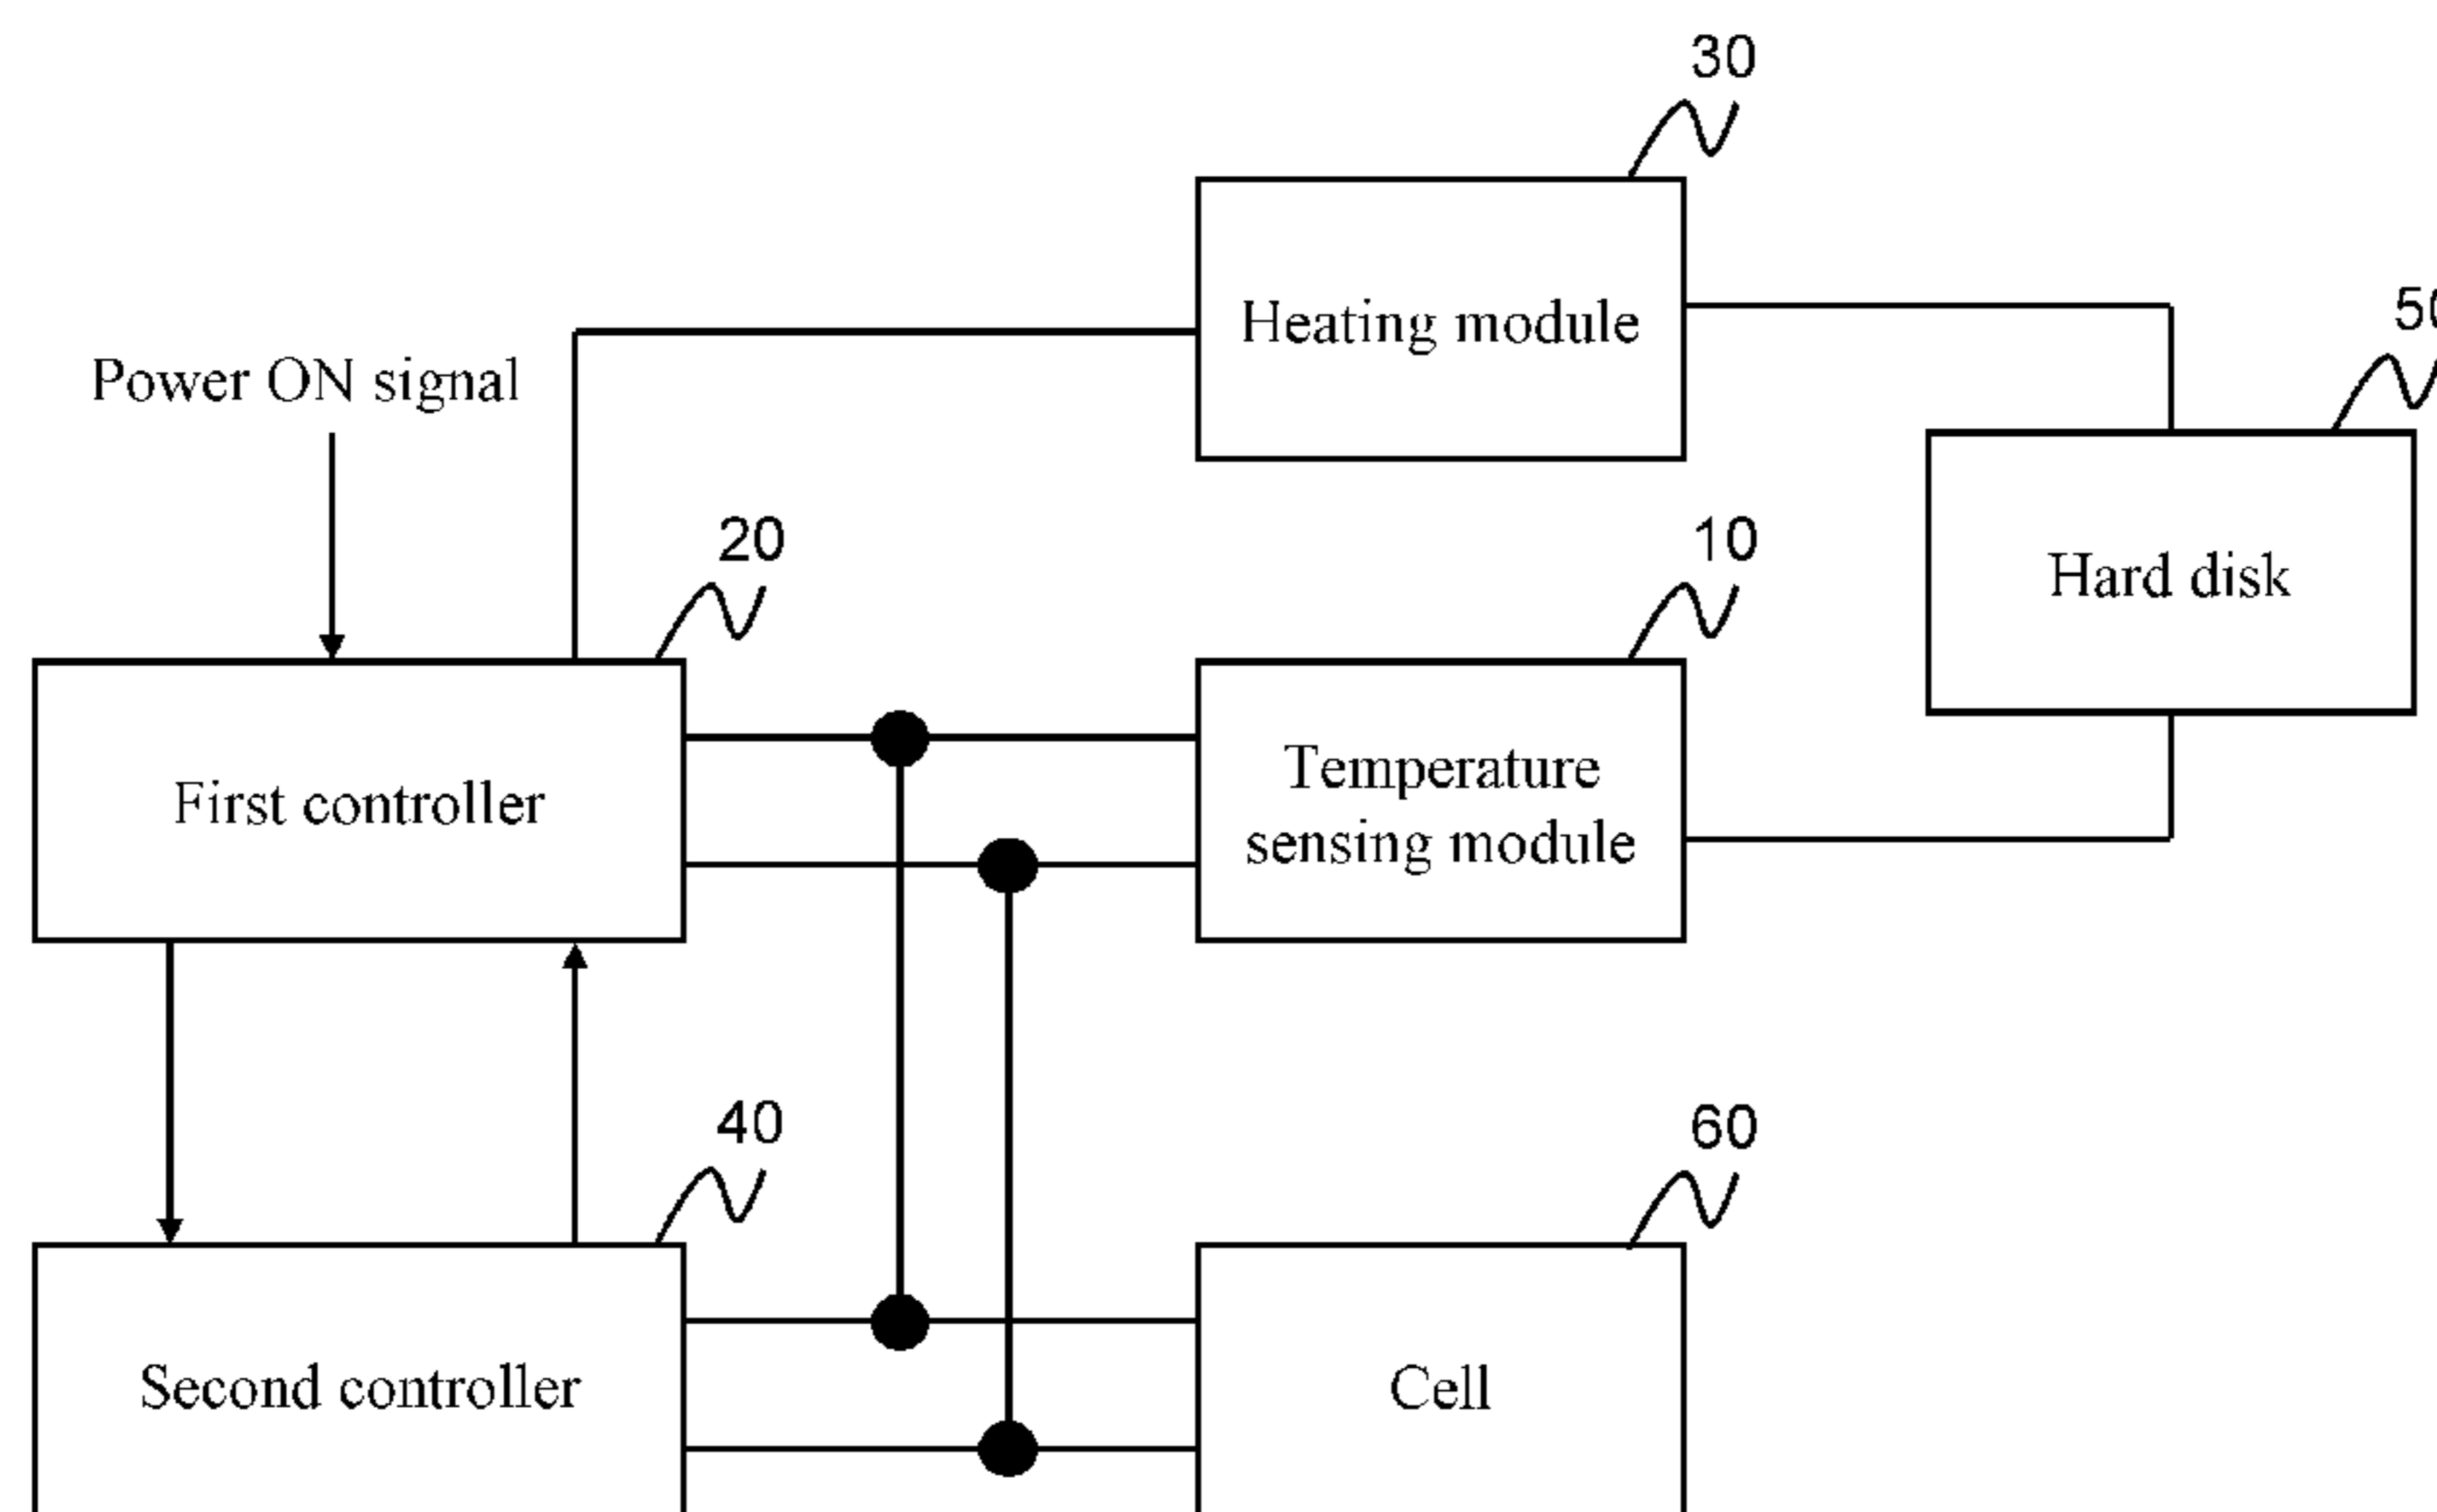 30
Heating module
50
Power ON signal
20
10
Hard disk
First controller
Temperature
sensing module
40
60
Second controller
Cell